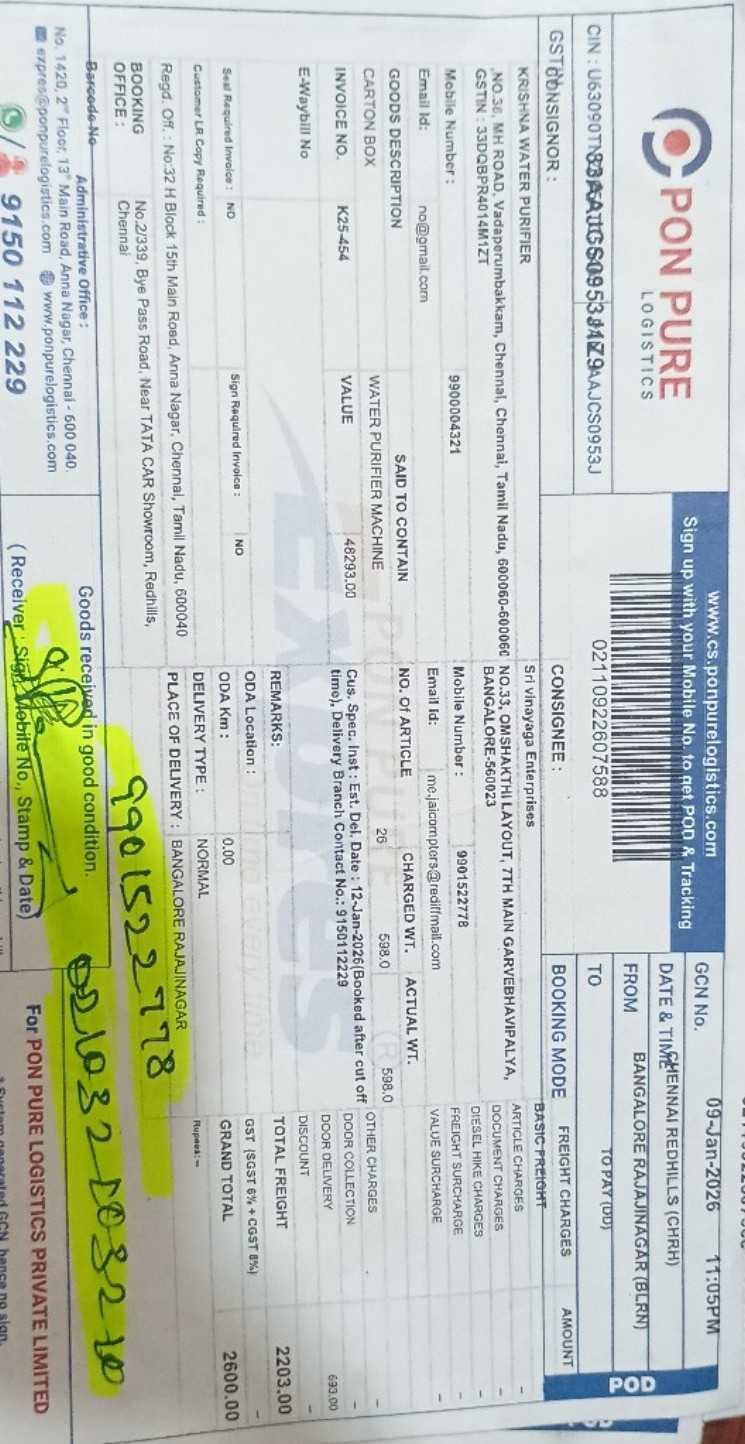 PON PURE
LOGISTICS
www.cs.ponpurelogistics.com
Sign up with your Mobile No. to get POD & Tracking
02110922607588
GCN No.
DATE & TIME
09-Jan-2026 11:05PM
FROM
CHENNAI REDHILLS (CHRH)
TO
BANGALORE RAJAJINAGAR (BLRN)
POD
CIN : U63090TN
AAJCS0953J
GSTIN
BOOKING MODE
TO PAY (DD)
CONSIGNOR :
KRISHNA WATER PURIFIER
NO.36, MH ROAD, Vadaperumbakkam, Chennai, Chennai, Tamil Nadu, 600060-600060
GSTIN : 33DQBPR4014M1ZT
Mobile Number : 9900004321
Email Id: no@gmail.com
CONSIGNEE :
Sri vinayaga Enterprises
NO.33, OMSHAKTHI LAYOUT, 7TH MAIN GARVEBHAVIPALYA,
BANGALORE-560023
Mobile Number : 9901522778
Email Id: mc.jaicompters@rediffmail.com
GOODS DESCRIPTION SAID TO CONTAIN NO. Of ARTICLE CHARGED WT. ACTUAL WT.
CARTON BOX WATER PURIFIER MACHINE 26 598.0 598.0
INVOICE NO. K25-454 VALUE 48293.00
E-Waybill No
Cus. Spec. Inst : Est. Del. Date : 12-Jan-2026(Booked after cut off
time), Delivery Branch Contact No.: 9150112229
REMARKS:
Seal Required Invoice : NO Sign Required Invoice : NO
Customer LR Copy Required :
ODA Location :
ODA Km : 0.00
DELIVERY TYPE : NORMAL
PLACE OF DELIVERY : BANGALORE RAJAJINAGAR
Regd. Off. : No:32 H Block 15th Main Road, Anna Nagar, Chennai, Tamil Nadu, 600040
BOOKING OFFICE : No.2/339, Bye Pass Road, Near TATA CAR Showroom, Redhills,
Chennai
FREIGHT CHARGES AMOUNT
BASIC FREIGHT
ARTICLE CHARGES -
DOCUMENT CHARGES -
DIESEL HIKE CHARGES -
FREIGHT SURCHARGE -
VALUE SURCHARGE -
OTHER CHARGES -
DOOR COLLECTION -
DOOR DELIVERY 693.00
DISCOUNT -
TOTAL FREIGHT 2203.00
GST (SGST 6% + CGST 6%) -
GRAND TOTAL 2600.00
Rupees:--
9901522778
Barcode No
Administrative Office :
No. 1420, 2nd Floor, 13th Main Road, Anna Nagar, Chennai - 600 040.
expres@ponpurelogistics.com www.ponpurelogistics.com
9150 112 229
Goods received in good condition.
(Receiver : Sign, Mobile No., Stamp & Date)
For PON PURE LOGISTICS PRIVATE LIMITED